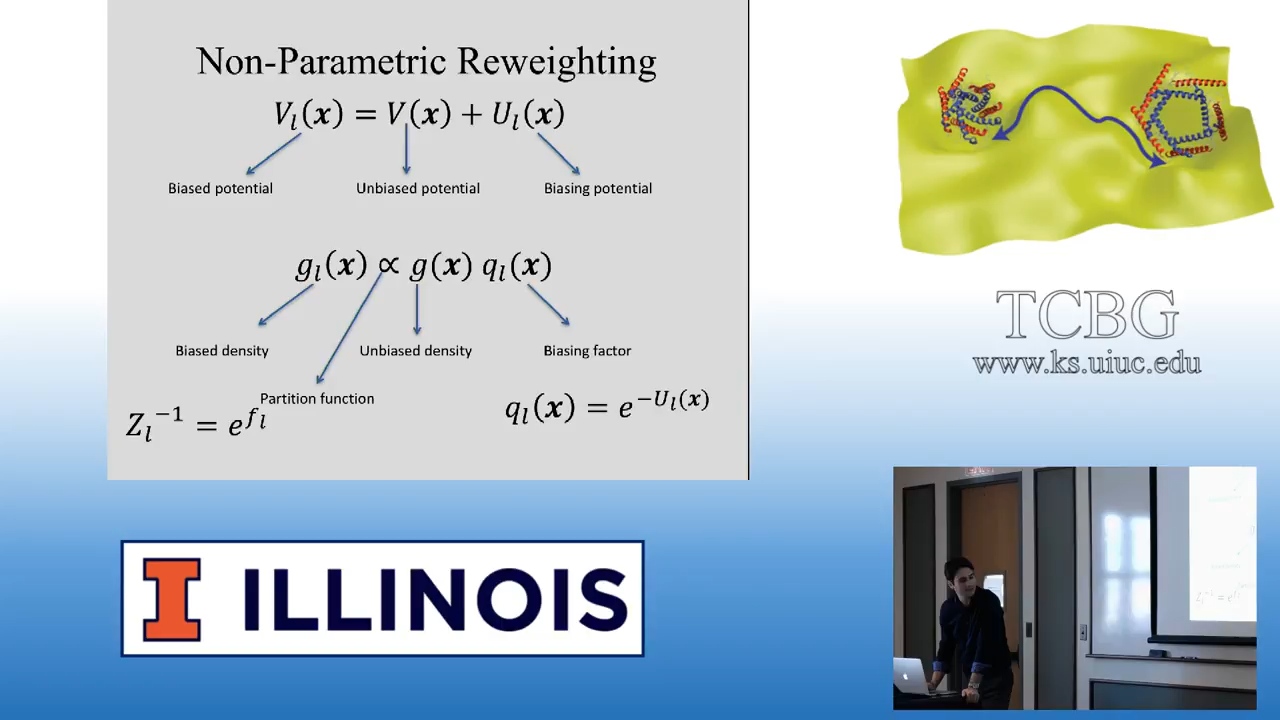 Non-Parametric Reweighting
V_l(x) = V(x) + U_l(x)
Biased potential Unbiased potential Biasing potential
g_l(x) ∝ g(x) q_l(x)
Biased density Unbiased density Biasing factor
Partition function
Z_l^{-1} = e^{f_l}
q_l(x) = e^{-U_l(x)}
I ILLINOIS
TCBG
www.ks.uiuc.edu